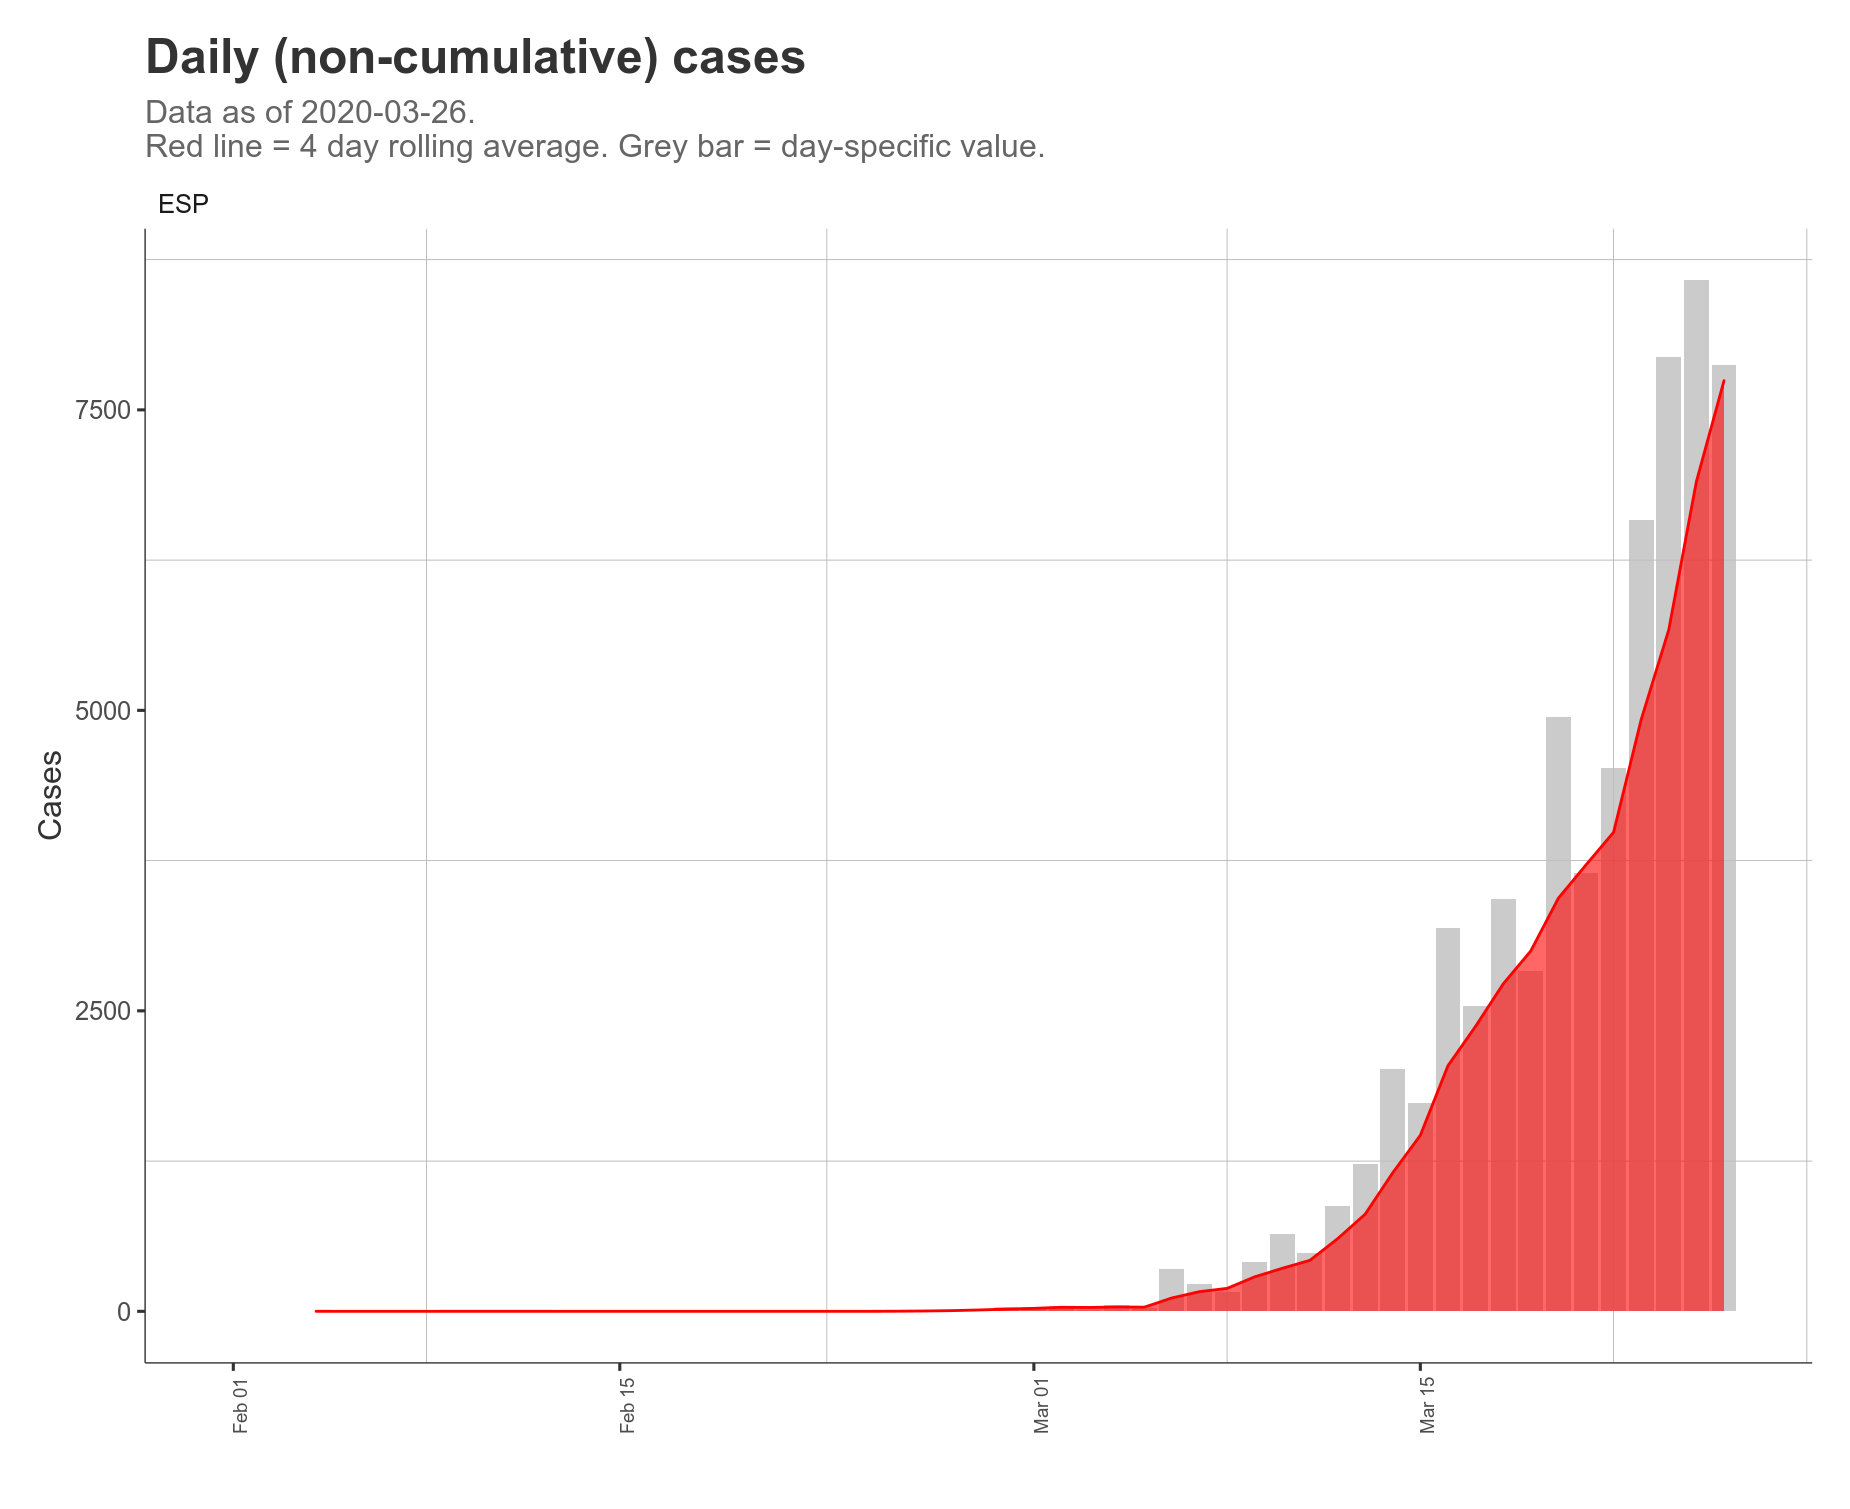 Daily (non-cumulative) cases
Data as of 2020-03-26.
Red line = 4 day rolling average. Grey bar = day-specific value.
ESP
7500
5000
2500
0
Cases
Feb 01
Feb 15
Mar 01
Mar 15